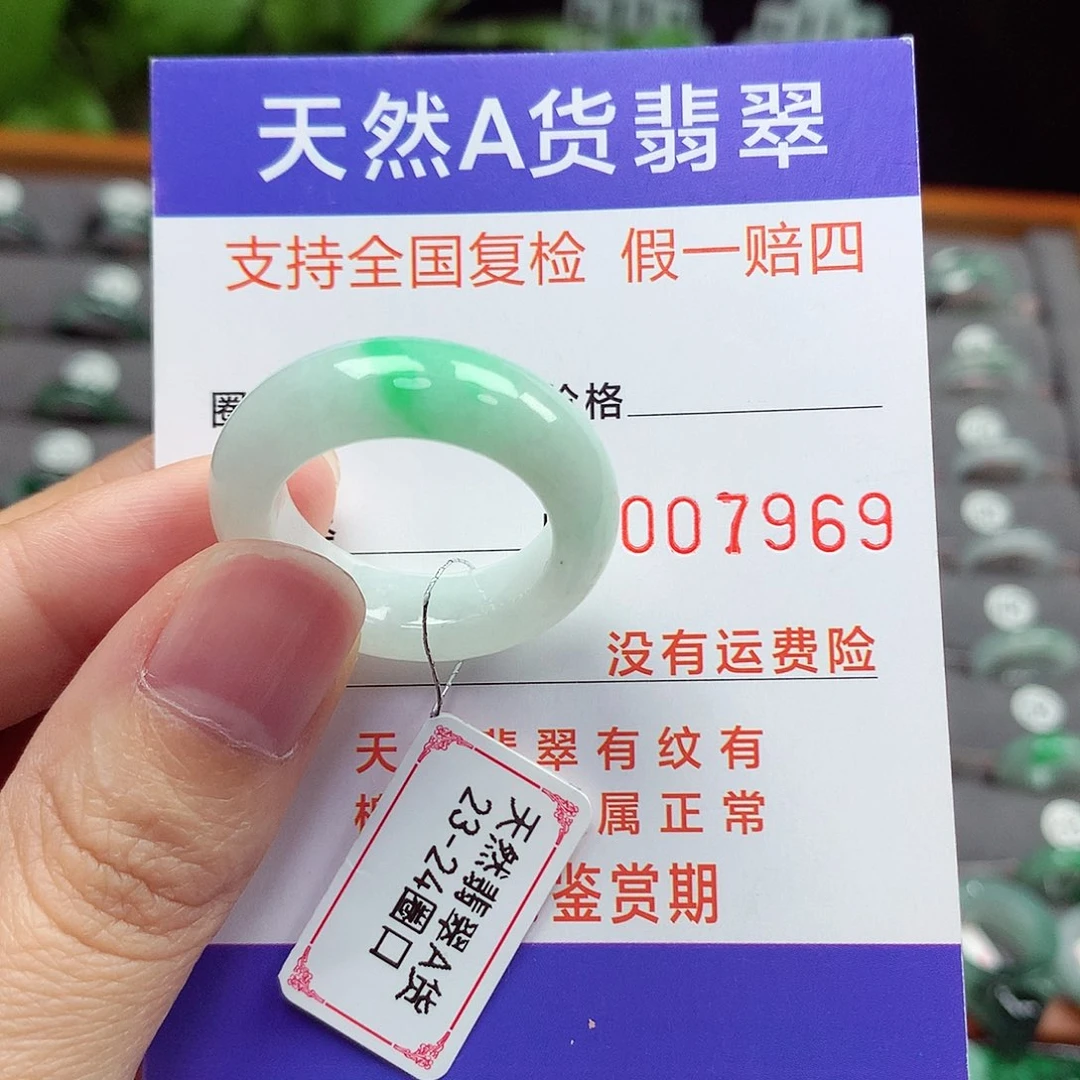 天然A货翡翠
支持全国复检 假一赔四
圈 价格
007969
没有运费险
天 翡翠有纹有
棉 属正常
鉴赏期
天然翡翠A货
23-24圈口